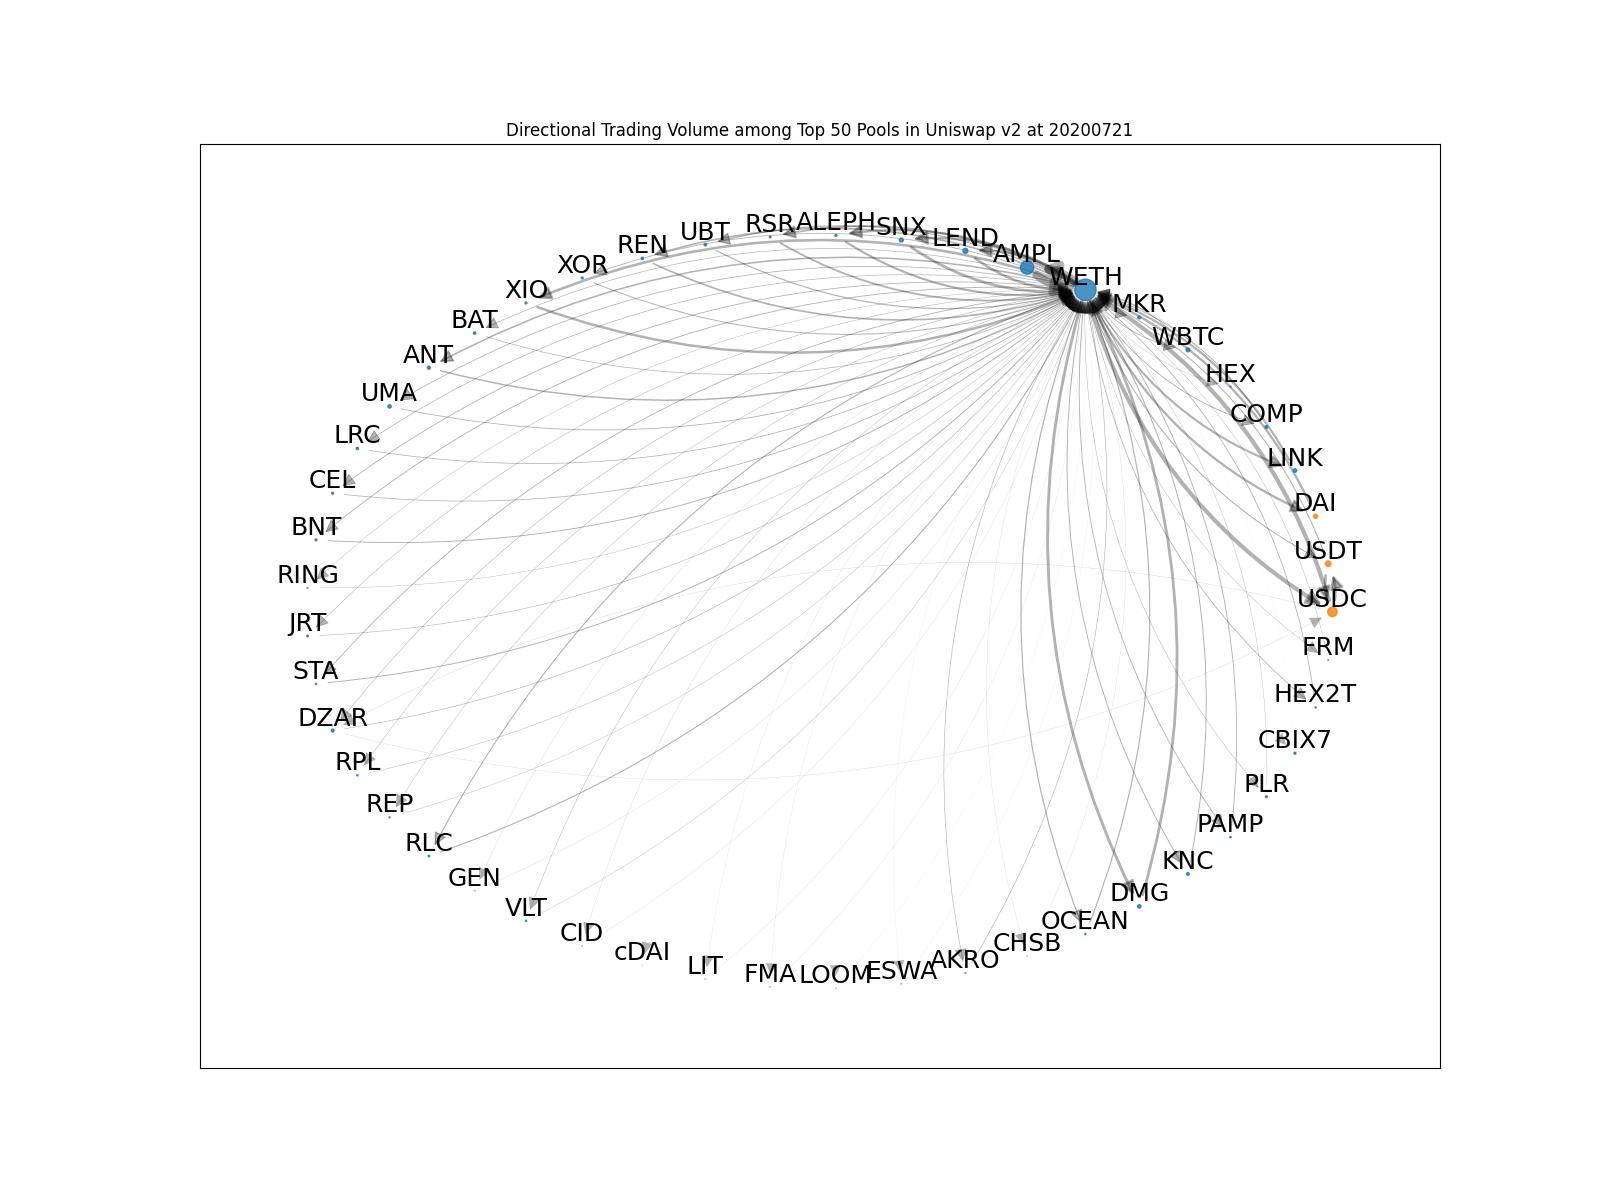 Directional Trading Volume among Top 50 Pools in Uniswap v2 at 20200721
RSR
ALEPH
SNX
UBT
LEND
REN
AMPL
XOR
WETH
XIO
MKR
BAT
WBTC
ANT
HEX
UMA
COMP
LRC
LINK
CEL
DAI
BNT
USDT
RING
USDC
JRT
FRM
STA
HEX2T
DZAR
CBIX7
RPL
PLR
REP
PAMP
RLC
KNC
GEN
DMG
VLT
OCEAN
CID
CHSB
cDAI
AKRO
LIT
FMA
LOOM
ESWA